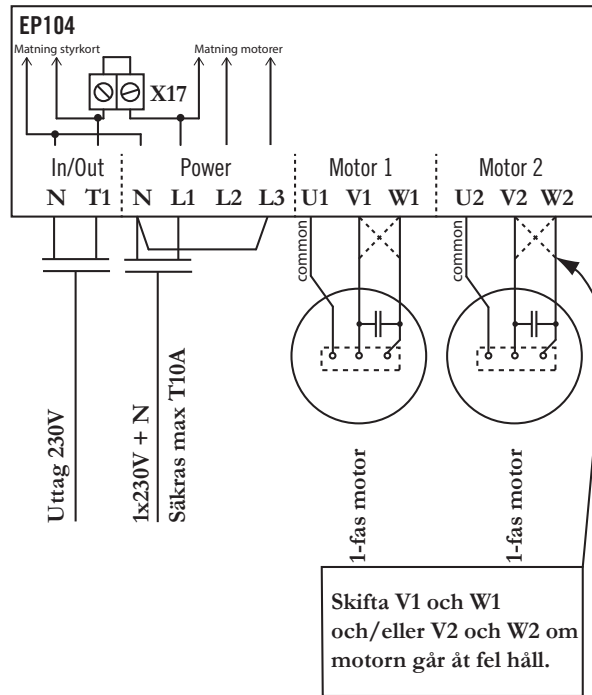 EP104
Matning styrkort
Matning motorer
X17
In/Out
Power
Motor 1
Motor 2
N T1 N L1 L2 L3 U1 V1 W1 U2 V2 W2
common
common
Uttag 230V
1x230V + N
Säkras max T10A
1-fas motor
1-fas motor
Skifta V1 och W1
och/eller V2 och W2 om
motorn går åt fel håll.